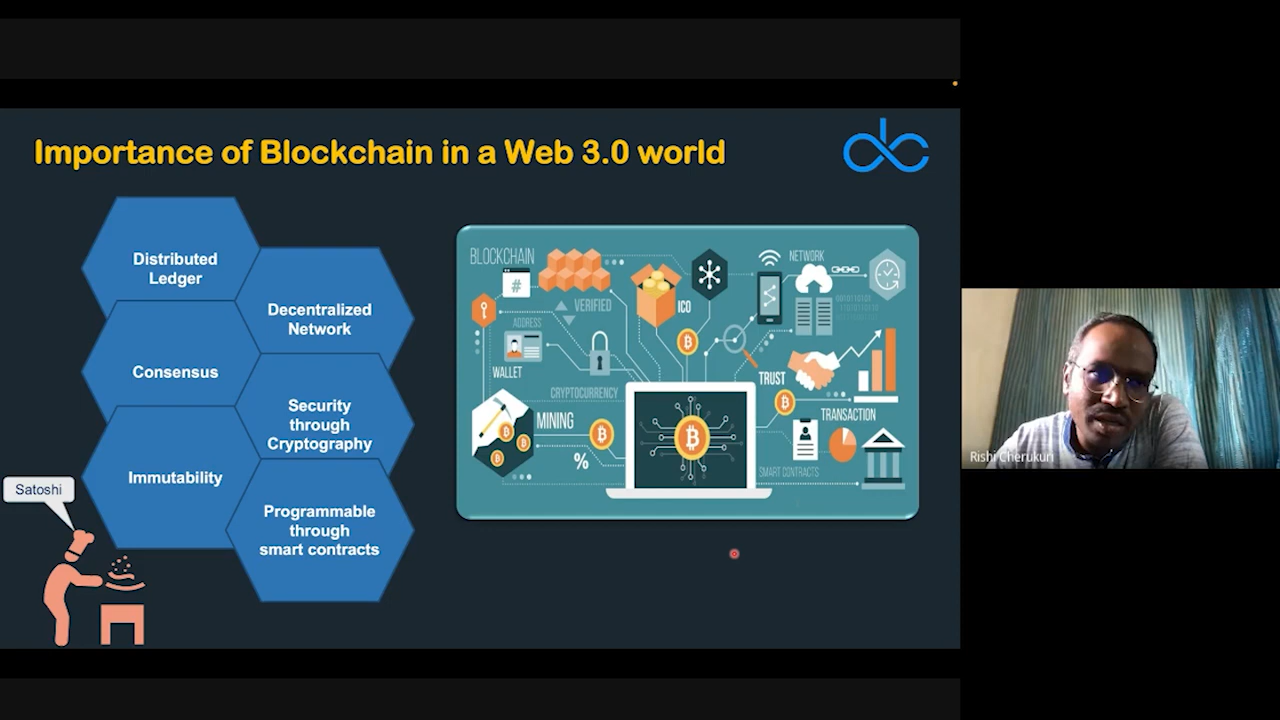 Importance of Blockchain in a Web 3.0 world
Distributed
Ledger
Decentralized
Network
Consensus
Security
through
Cryptography
Immutability
Programmable
through
smart contracts
Satoshi
BLOCKCHAIN
#
VERIFIED
ADDRESS
WALLET
ICO
NETWORK
CRYPTOCURRENCY
MINING
%
TRUST
TRANSACTION
SMART CONTRACTS
Rishi Cherukuri